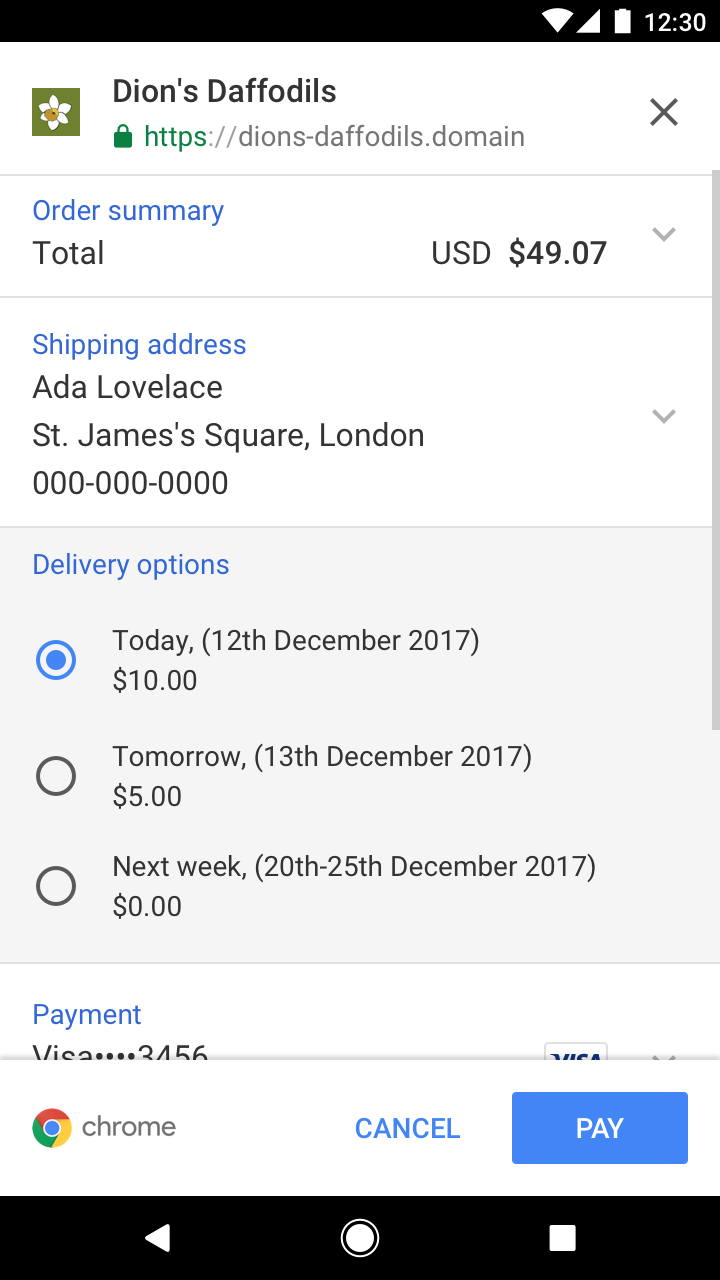 12:30
Dion's Daffodils
https://dions-daffodils.domain
Order summary
Total USD $49.07
Shipping address
Ada Lovelace
St. James's Square, London
000-000-0000
Delivery options
Today, (12th December 2017)
$10.00
Tomorrow, (13th December 2017)
$5.00
Next week, (20th-25th December 2017)
$0.00
Payment
Visa••••3456 VISA
chrome CANCEL PAY